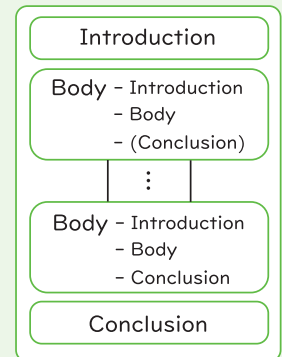 Introduction
Body – Introduction
– Body
– (Conclusion)
⋮
Body – Introduction
– Body
– Conclusion
Conclusion